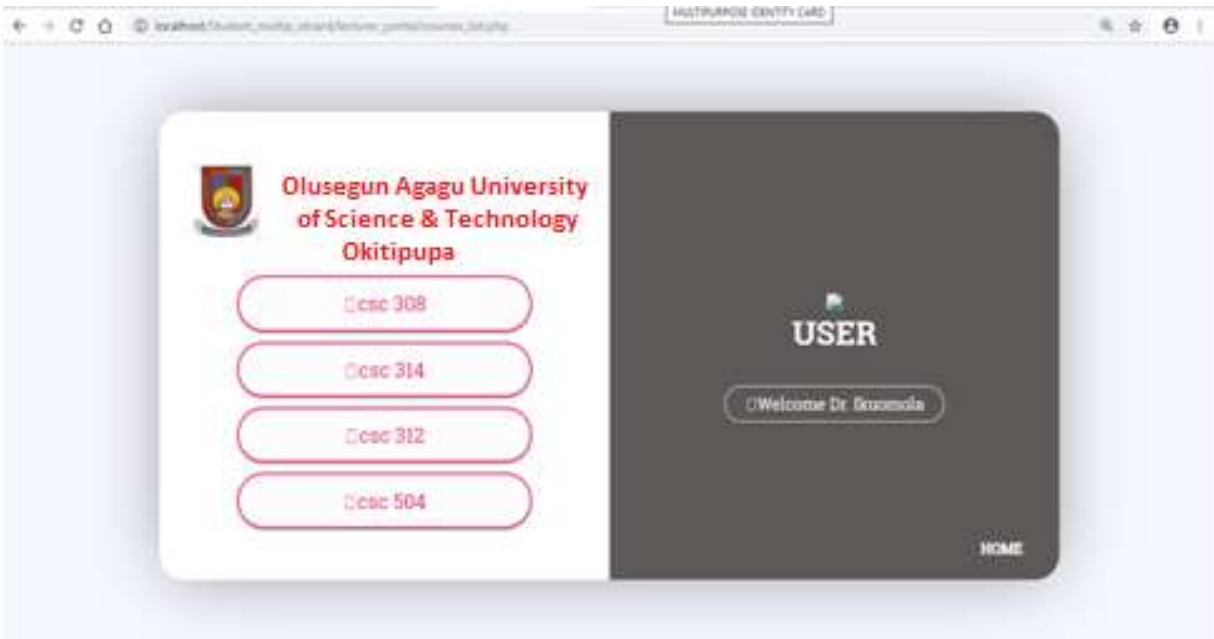 MULTIPURPOSE IDENTITY CARD
Olusegun Agagu University
of Science & Technology
Okitipupa
csc 308
csc 314
csc 312
csc 504
USER
Welcome Dr. Ikuomola
HOME